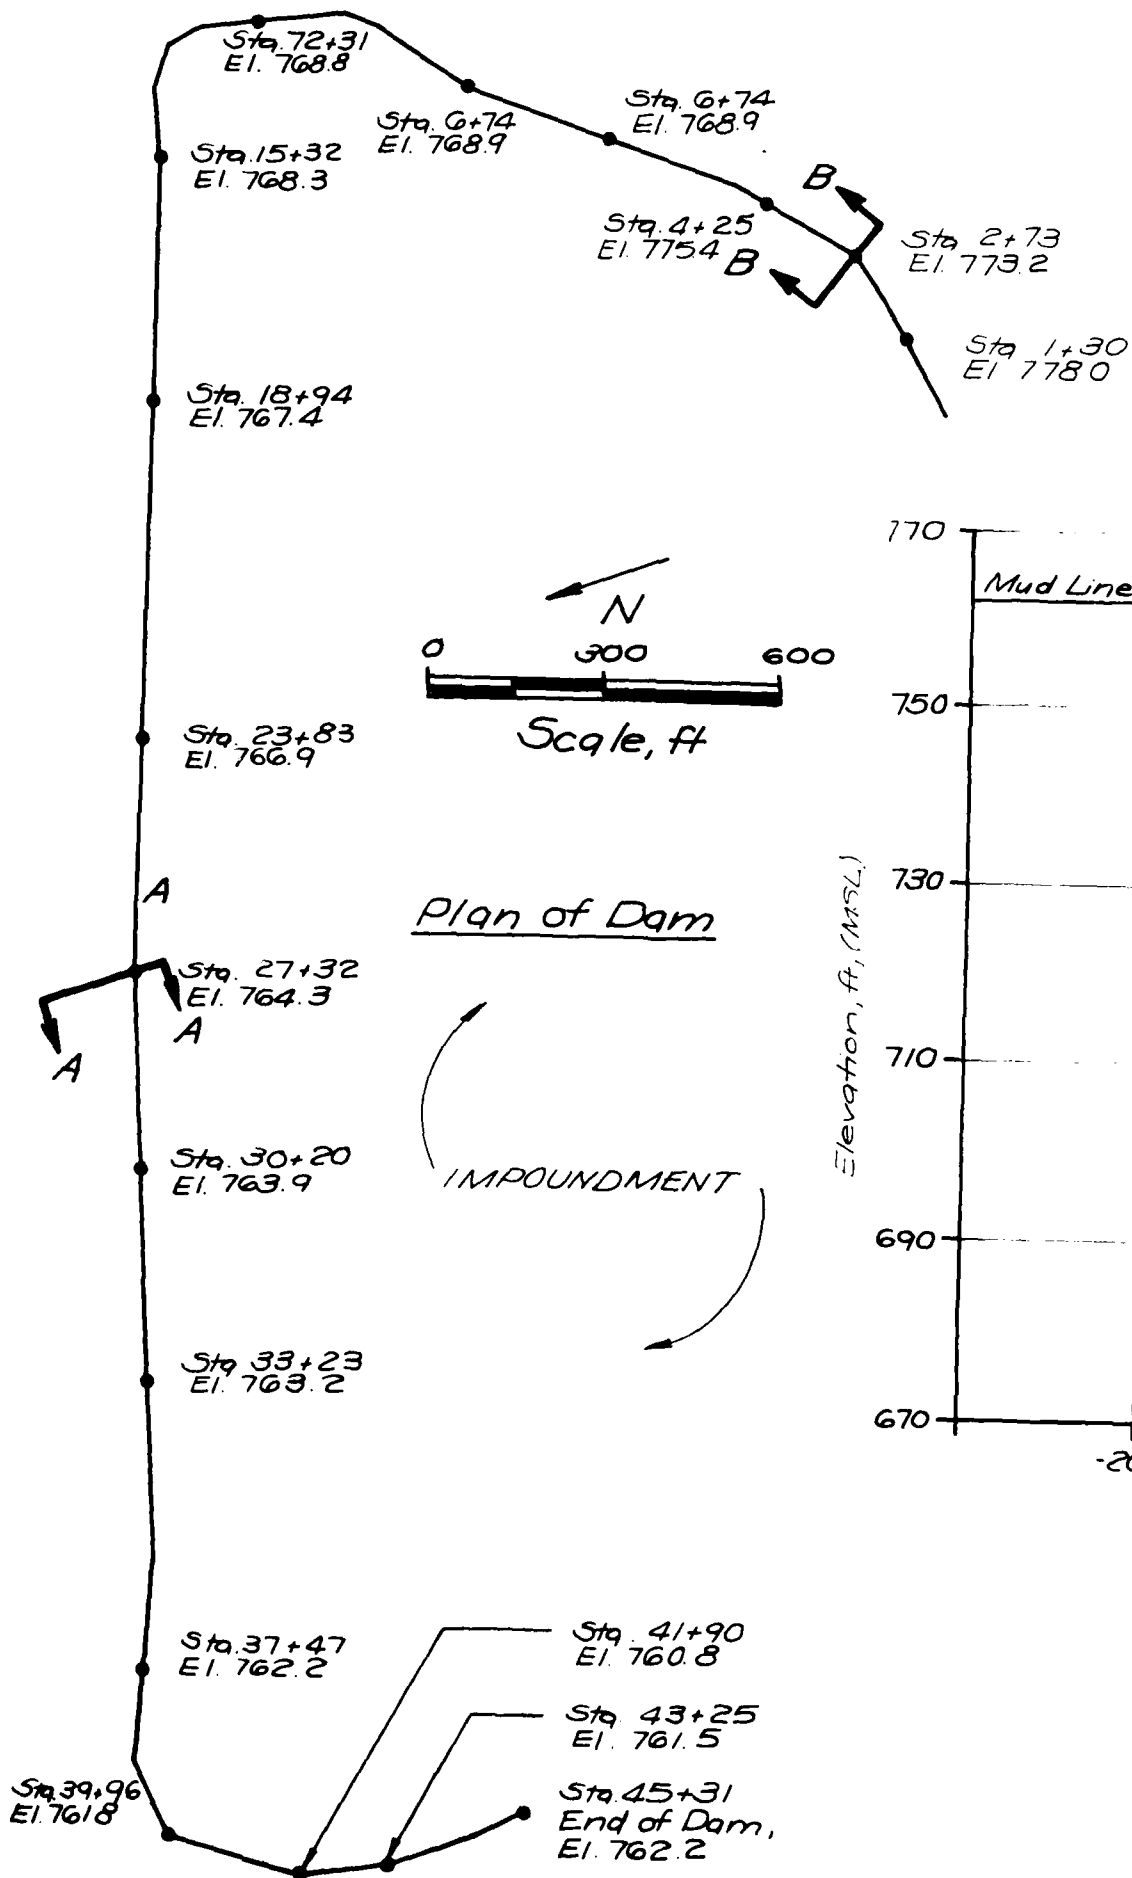 Sta. 72+31
El. 768.8
Sta. 6+74
El. 768.9
Sta. 6+74
El. 768.9
Sta. 15+32
El. 768.3
B
Sta. 4+25
El. 775.4
B
Sta 2+73
El. 773.2
Sta 1+30
El 778 0
Sta. 18+94
El. 767.4
770
Mud Line
N
0 300 600
Scale, ft
750
Sta. 23+83
El. 766.9
730
A
Plan of Dam
Elevation, ft, (MSL)
Sta. 27+32
El. 764.3
A
A
710
Sta. 30+20
El. 763.9
IMPOUNDMENT
690
Sta 33+23
El. 763.2
670
Sta. 37+47
El. 762.2
Sta. 41+90
El. 760.8
Sta. 43+25
El. 761.5
Sta. 39+96
El. 761 8
Sta. 45+31
End of Dam,
El. 762.2